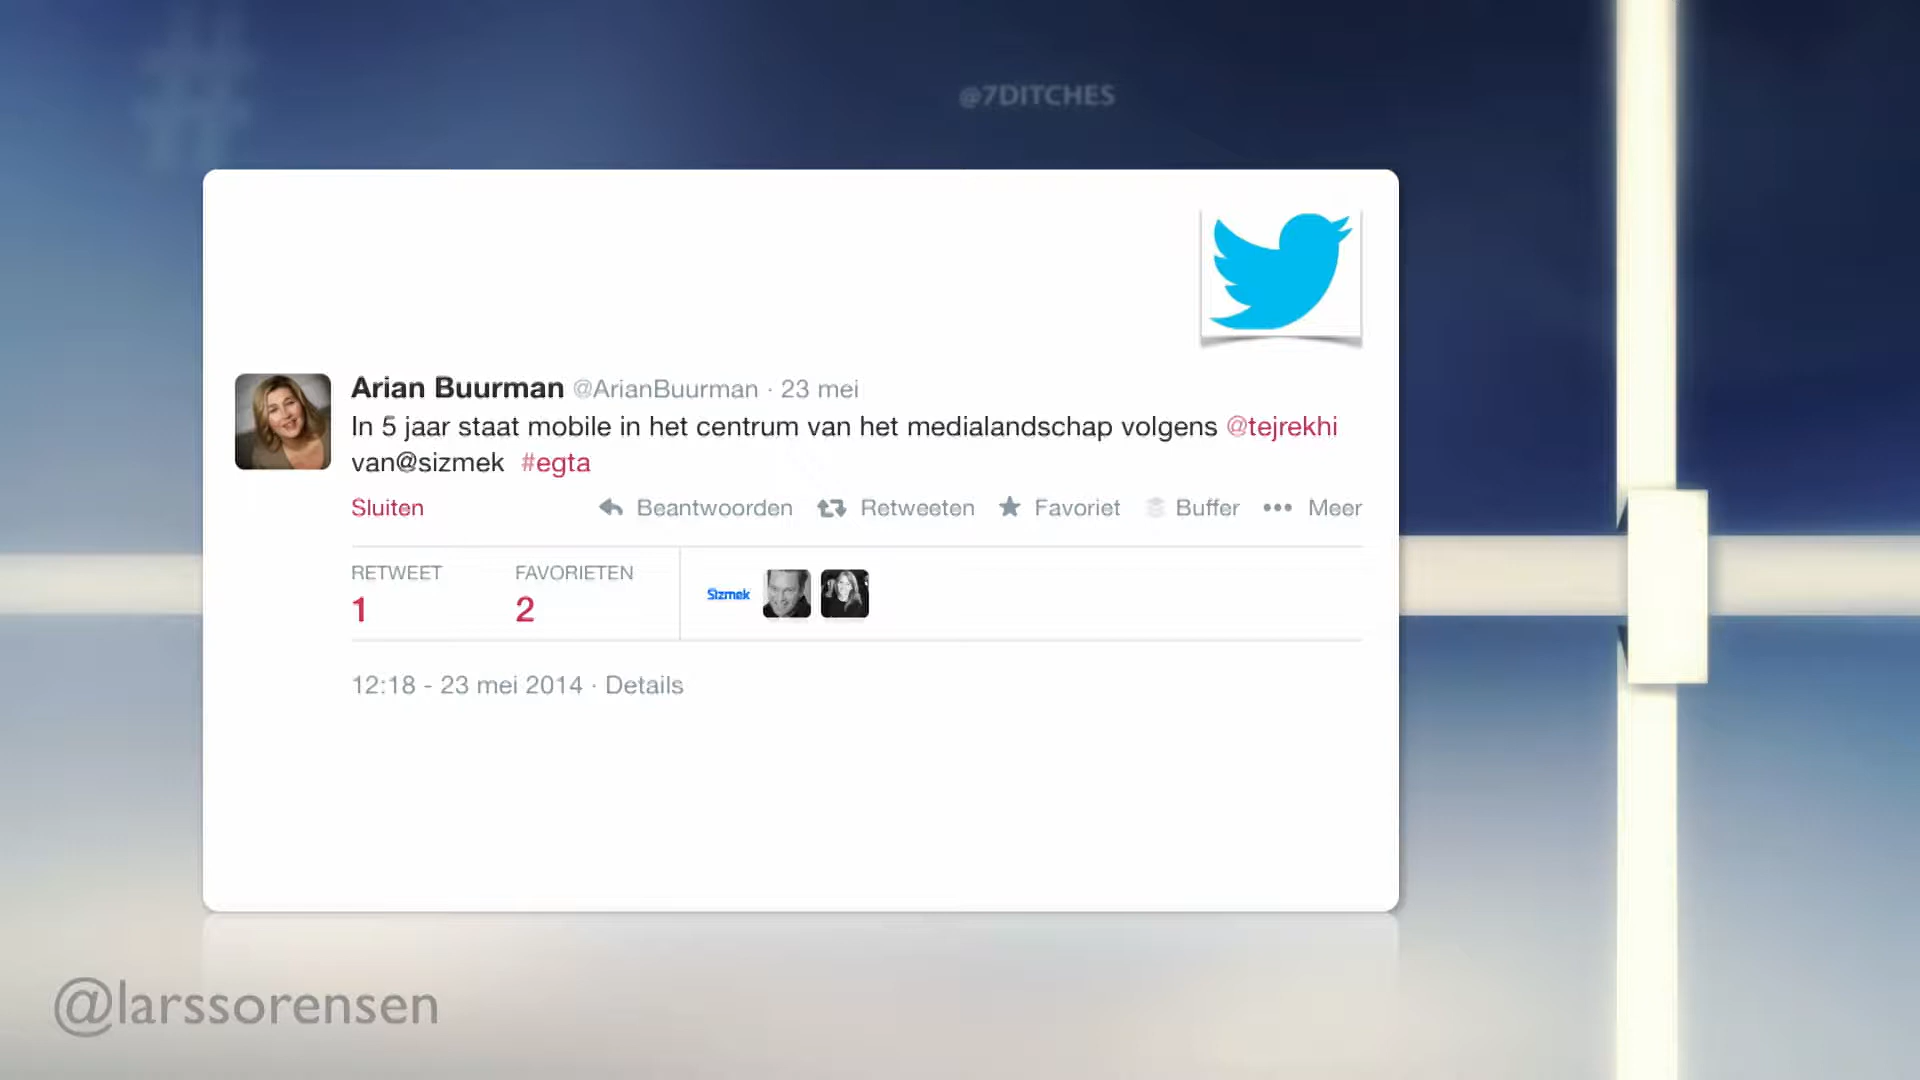 #
@7DITCHES
Arian Buurman @ArianBuurman · 23 mei
In 5 jaar staat mobile in het centrum van het medialandschap volgens @tejrekhi
van@sizmek #egta
Sluiten Beantwoorden Retweeten Favoriet Buffer ••• Meer
RETWEET FAVORIETEN
1 2 Sizmek
12:18 - 23 mei 2014 · Details
@larssorensen